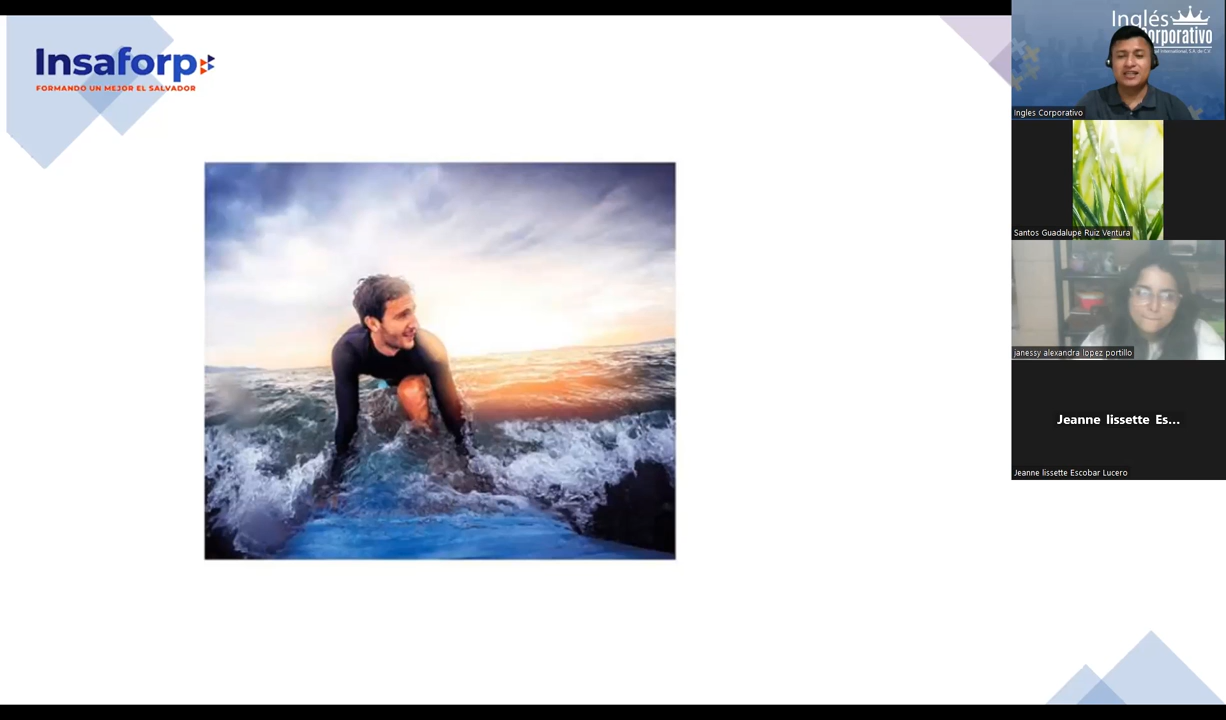 Insaforp
FORMANDO UN MEJOR EL SALVADOR
Inglés
Corporativo
Ingles Corporativo
Santos Guadalupe Ruiz Ventura
janessy alexandra lopez portillo
Jeanne lissette Es...
Jeanne lissette Escobar Lucero